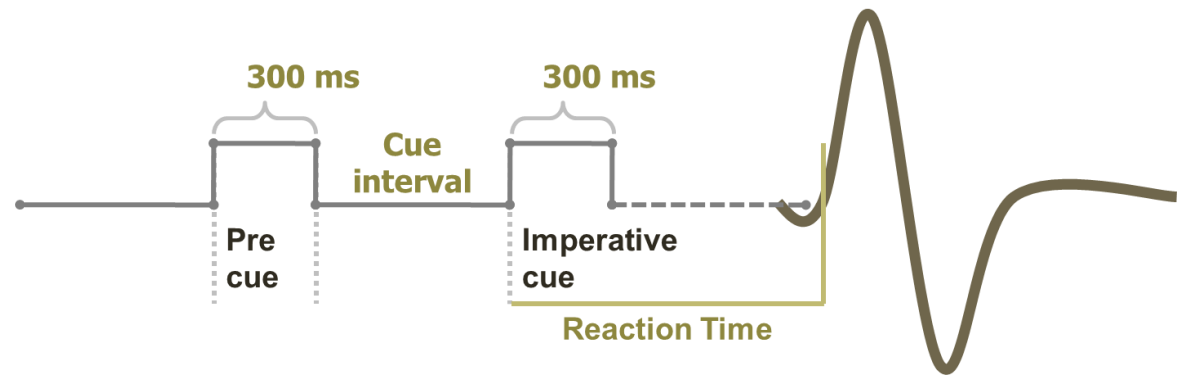 300 ms
300 ms
Cue
interval
Pre
cue
Imperative
cue
Reaction Time